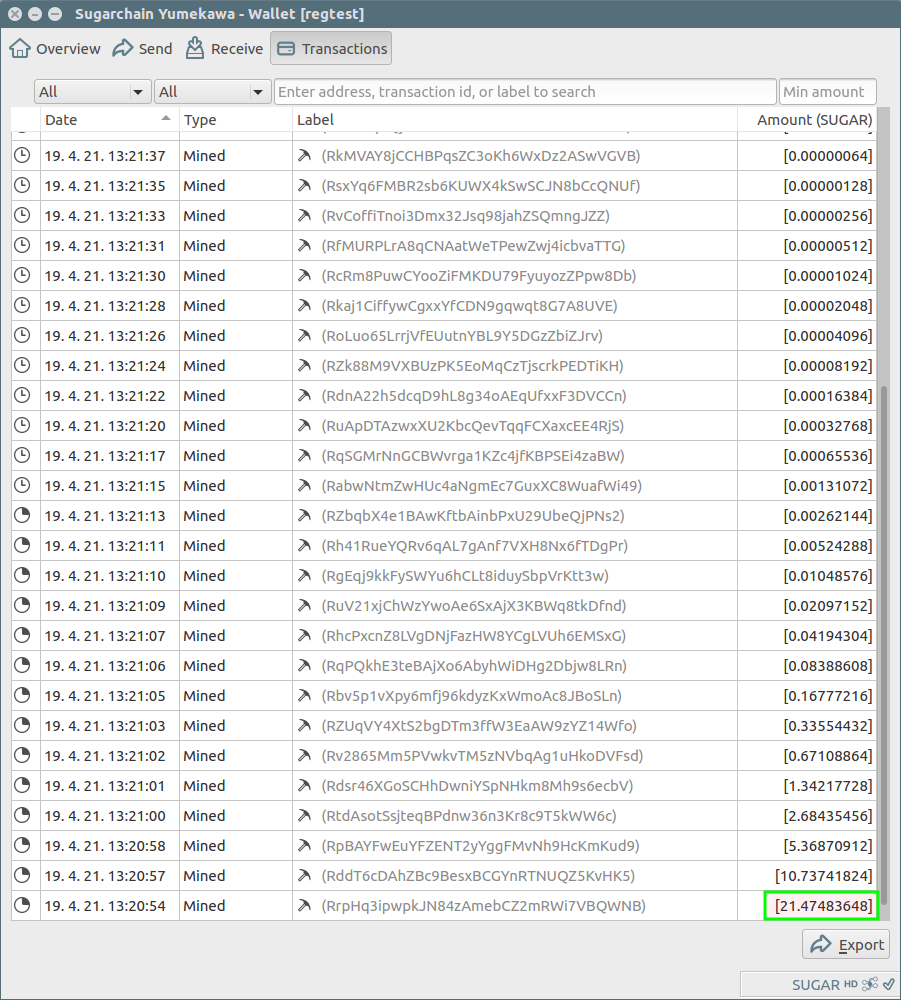 Sugarchain Yumekawa - Wallet [regtest]
Overview Send Receive Transactions
All All Enter address, transaction id, or label to search Min amount
Date Type Label Amount (SUGAR)
19. 4. 21. 13:21:37 Mined (RkMVAY8jCCHBPqsZC3oKh6WxDz2ASwVGVB) [0.00000064]
19. 4. 21. 13:21:35 Mined (RsxYq6FMBR2sb6KUWX4kSwSCJN8bCcQNUf) [0.00000128]
19. 4. 21. 13:21:33 Mined (RvCoffiTnoi3Dmx32Jsq98jahZSQmngJZZ) [0.00000256]
19. 4. 21. 13:21:31 Mined (RfMURPLrA8qCNAatWeTPewZwj4icbvaTTG) [0.00000512]
19. 4. 21. 13:21:30 Mined (RcRm8PuwCYooZiFMKDU79FyuyozZPpw8Db) [0.00001024]
19. 4. 21. 13:21:28 Mined (Rkaj1CiffywCgxxYfCDN9gqwqt8G7A8UVE) [0.00002048]
19. 4. 21. 13:21:26 Mined (RoLuo65LrrjVfEUutnYBL9Y5DGzZbiZJrv) [0.00004096]
19. 4. 21. 13:21:24 Mined (RZk88M9VXBUzPK5EoMqCzTjscrkPEDTiKH) [0.00008192]
19. 4. 21. 13:21:22 Mined (RdnA22h5dcqD9hL8g34oAEqUfxxF3DVCCn) [0.00016384]
19. 4. 21. 13:21:20 Mined (RuApDTAzwxXU2KbcQevTqqFCXaxcEE4RjS) [0.00032768]
19. 4. 21. 13:21:17 Mined (RqSGMrNnGCBWvrga1KZc4jfKBPSEi4zaBW) [0.00065536]
19. 4. 21. 13:21:15 Mined (RabwNtmZwHUc4aNgmEc7GuxXC8WuafWi49) [0.00131072]
19. 4. 21. 13:21:13 Mined (RZbqbX4e1BAwKftbAinbPxU29UbeQjPNs2) [0.00262144]
19. 4. 21. 13:21:11 Mined (Rh41RueYQRv6qAL7gAnf7VXH8Nx6fTDgPr) [0.00524288]
19. 4. 21. 13:21:10 Mined (RgEqj9kkFySWYu6hCLt8iduySbpVrKtt3w) [0.01048576]
19. 4. 21. 13:21:09 Mined (RuV21xjChWzYwoAe6SxAjX3KBWq8tkDfnd) [0.02097152]
19. 4. 21. 13:21:07 Mined (RhcPxcnZ8LVgDNjFazHW8YCgLVUh6EMSxG) [0.04194304]
19. 4. 21. 13:21:06 Mined (RqPQkhE3teBAjXo6AbyhWiDHg2Dbjw8LRn) [0.08388608]
19. 4. 21. 13:21:05 Mined (Rbv5p1vXpy6mfj96kdyzKxWmoAc8JBoSLn) [0.16777216]
19. 4. 21. 13:21:03 Mined (RZUqVY4XtS2bgDTm3ffW3EaAW9zYZ14Wfo) [0.33554432]
19. 4. 21. 13:21:02 Mined (Rv2865Mm5PVwkvTM5zNVbqAg1uHkoDVFsd) [0.67108864]
19. 4. 21. 13:21:01 Mined (Rdsr46XGoSCHhDwniYSpNHkm8Mh9s6ecbV) [1.34217728]
19. 4. 21. 13:21:00 Mined (RtdAsotSsjteqBPdnw36n3Kr8c9T5kWW6c) [2.68435456]
19. 4. 21. 13:20:58 Mined (RpBAYFwEuYFZENT2yYggFMvNh9HcKmKud9) [5.36870912]
19. 4. 21. 13:20:57 Mined (RddT6cDAhZBc9BesxBCGYnRTNUQZ5KvHK5) [10.73741824]
19. 4. 21. 13:20:54 Mined (RrpHq3ipwpkJN84zAmebCZ2mRWi7VBQWNB) [21.47483648]
Export
SUGAR HD